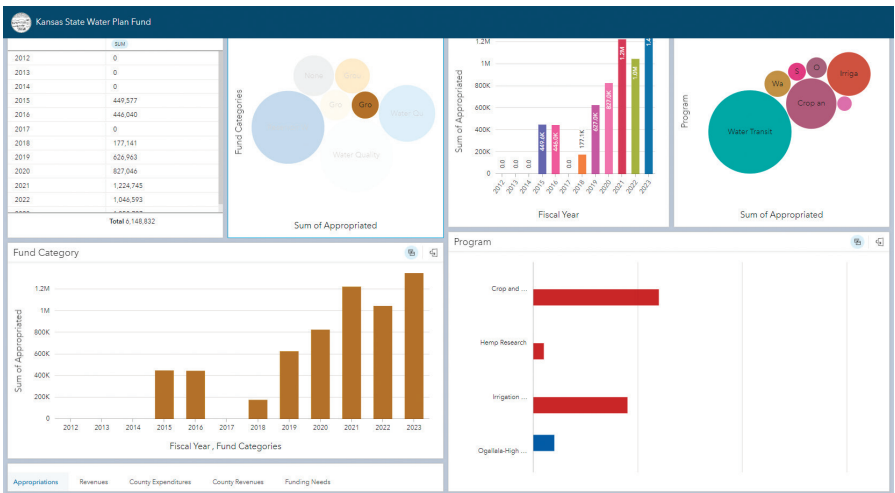 Kansas State Water Plan Fund
SUM
2012 0
2013 0
2014 0
2015 449,577
2016 446,040
2017 0
2018 177,141
2019 626,963
2020 827,046
2021 1,224,745
2022 1,046,593
Total 6,148,832
Fund Categories
None
Grou
Gro
Gro
Water Qu
Water Quality
Sum of Appropriated
Sum of Appropriated
1.2M
1M
800K
600K
400K
200K
0
0.0
0.0
0.0
449.6K
446.0K
0.0
177.1K
627.0K
827.0K
1.2M
1.0M
1.4
2012
2013
2014
2015
2016
2017
2018
2019
2020
2021
2022
2023
Fiscal Year
Program
Wa
S
O
Irriga
Crop an
Water Transit
Sum of Appropriated
Fund Category
Sum of Appropriated
1.2M
1M
800K
600K
400K
200K
0
2012 2013 2014 2015 2016 2017 2018 2019 2020 2021 2022 2023
Fiscal Year , Fund Categories
Program
Crop and ...
Hemp Research
Irrigation ...
Ogallala-High ...
Appropriations Revenues County Expenditures County Revenues Funding Needs